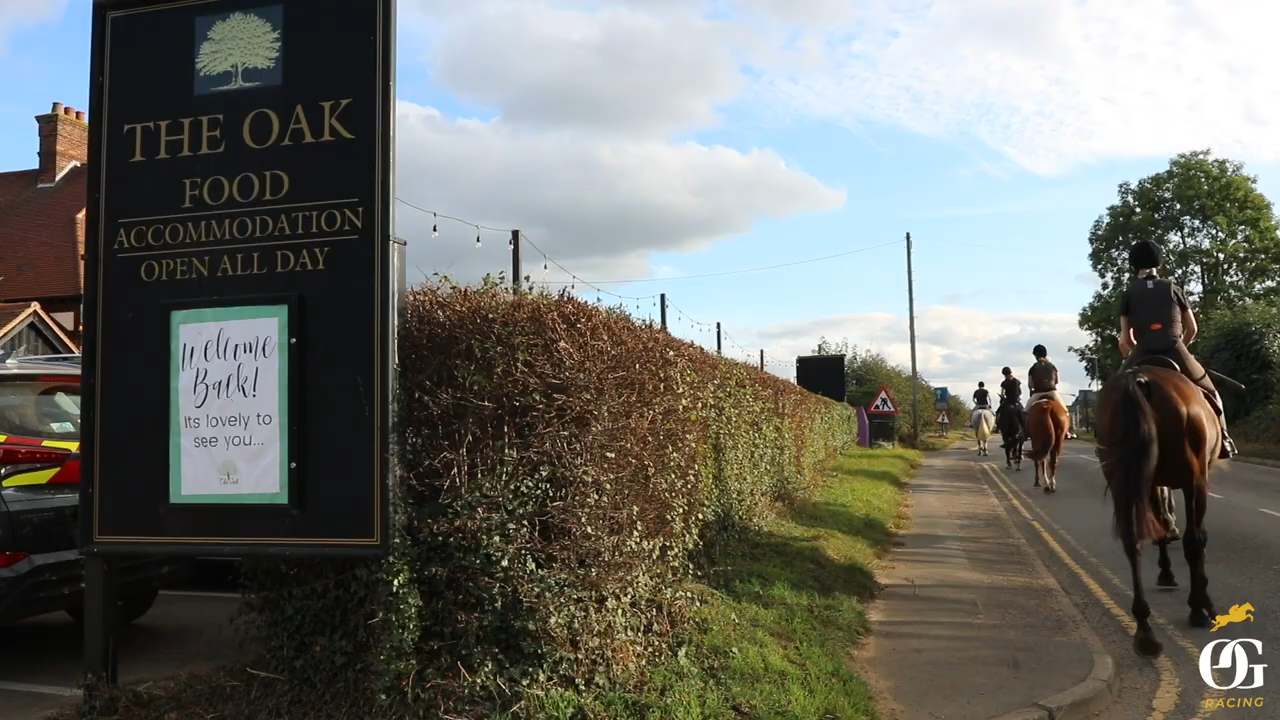 THE OAK
FOOD
ACCOMMODATION
OPEN ALL DAY
Welcome
Back!
Its lovely to
see you...
OG
RACING